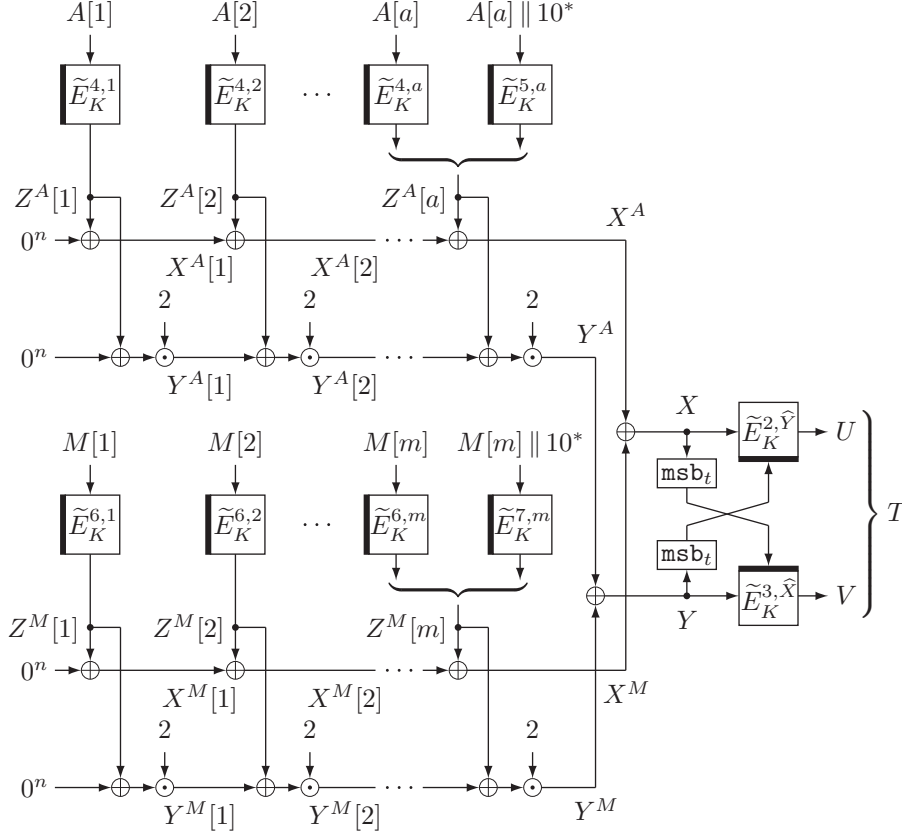 A[1] A[2] A[a] A[a] ∥ 10*
Ẽ_K^{4,1} Ẽ_K^{4,2} ··· Ẽ_K^{4,a} Ẽ_K^{5,a}
Z^A[1] Z^A[2] Z^A[a] X^A
0^n ···
X^A[1] X^A[2]
2 2 2 Y^A
0^n ···
Y^A[1] Y^A[2]
X Ẽ_K^{2,Ŷ} U
M[1] M[2] M[m] M[m] ∥ 10*
msb_t
Ẽ_K^{6,1} Ẽ_K^{6,2} ··· Ẽ_K^{6,m} Ẽ_K^{7,m} T
msb_t
Y Ẽ_K^{3,X̂} V
Z^M[1] Z^M[2] Z^M[m]
0^n ···
X^M[1] X^M[2] X^M
2 2 2
0^n ···
Y^M[1] Y^M[2] Y^M